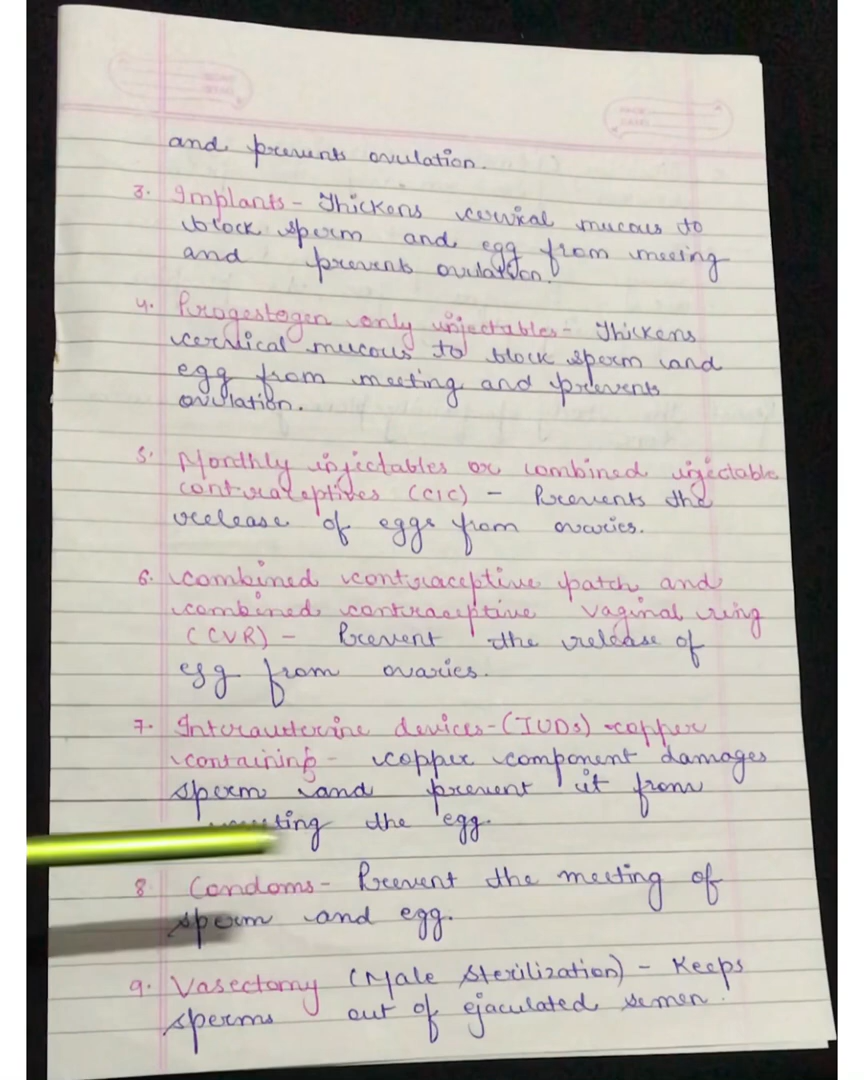 and prevents ovulation.
3. Implants - Thickens cervical mucous to
block sperm and egg from meeting
and prevents ovulation.
4. Progestogen only injectables - Thickens
cervical mucous to block sperm and
egg from meeting and prevents
ovulation.
5. Monthly injectables or combined injectable
contraceptives (CIC) - Prevents the
release of eggs from ovaries.
6. combined contraceptive patch and
combined contraceptive vaginal ring
(CCVR) - Prevent the release of
egg from ovaries.
7. Intrauterine devices - (IUDs) copper
containing - copper component damages
sperm and prevent it from
the egg.
8 Condoms - Prevent the meeting of
sperm and egg.
9. Vasectomy (Male Sterilization) - Keeps
sperms out of ejaculated semen.